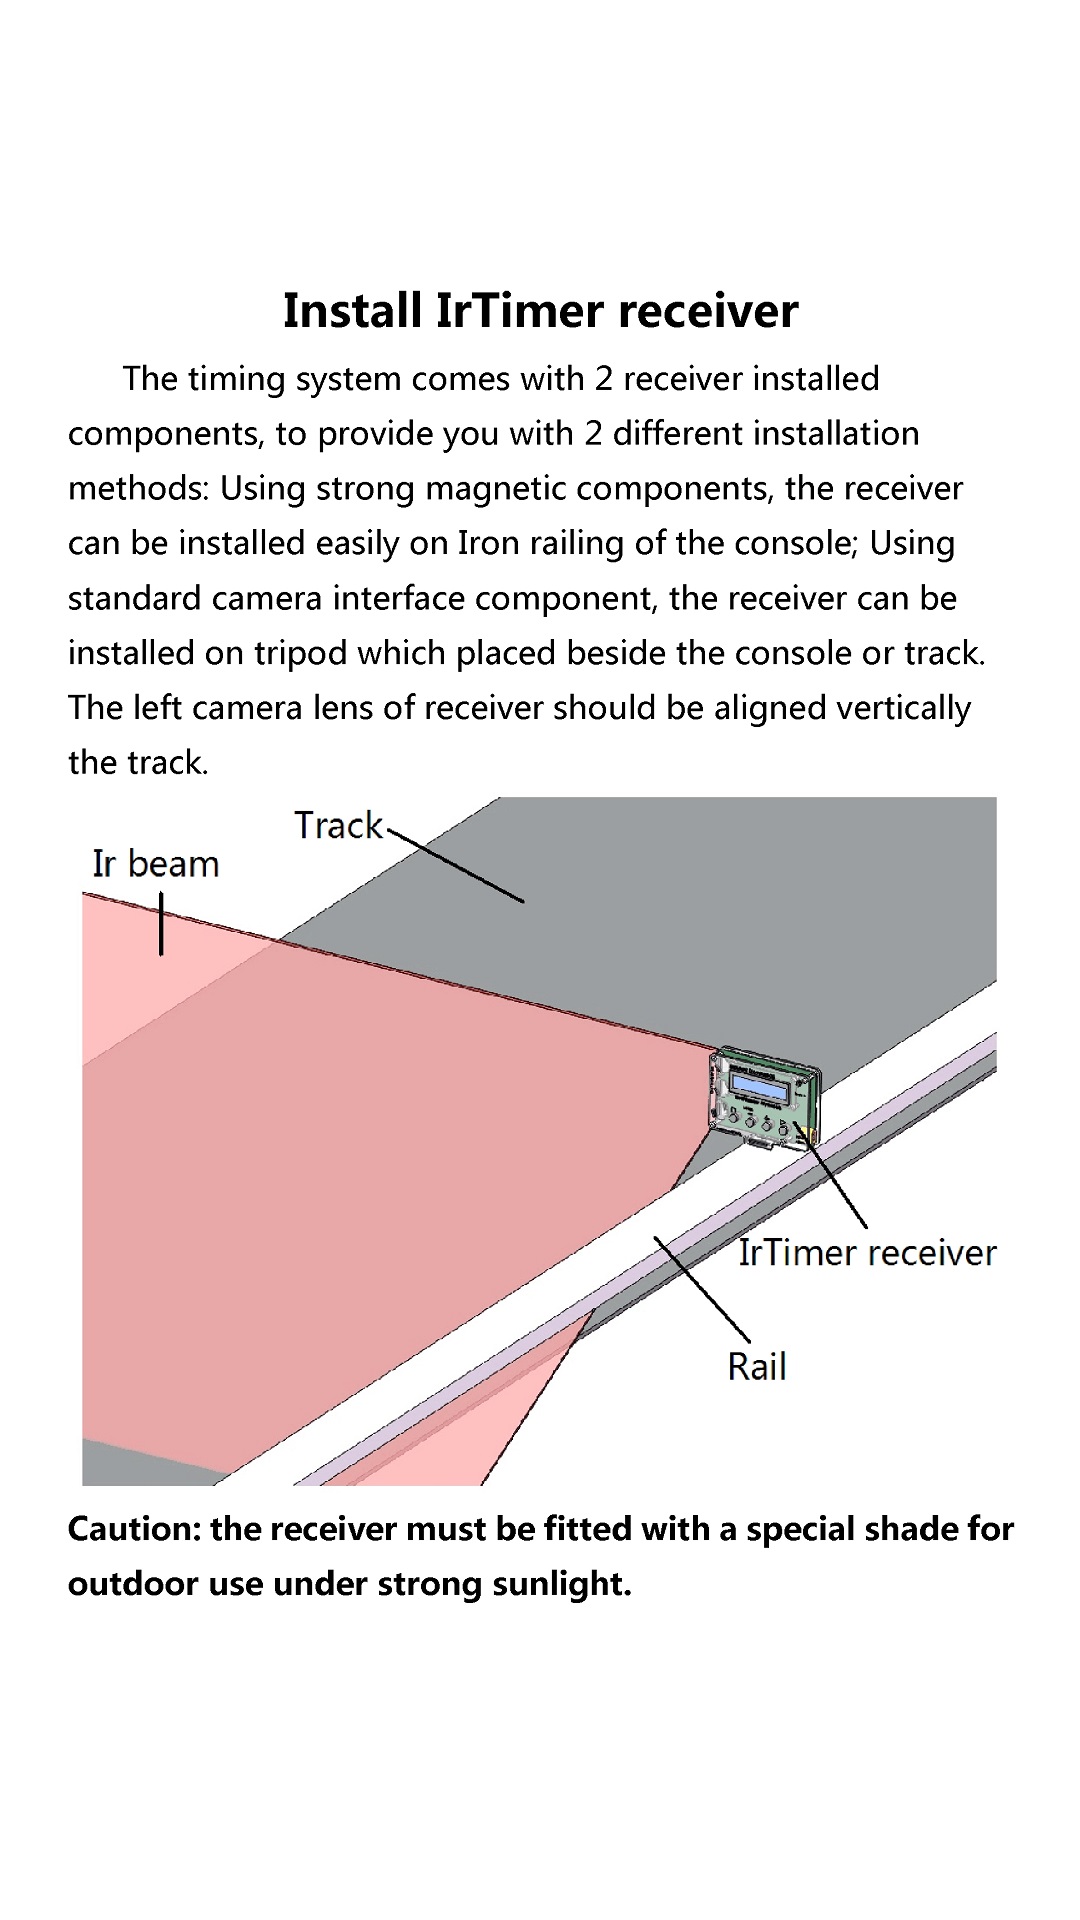 Install IrTimer receiver
The timing system comes with 2 receiver installed
components, to provide you with 2 different installation
methods: Using strong magnetic components, the receiver
can be installed easily on Iron railing of the console; Using
standard camera interface component, the receiver can be
installed on tripod which placed beside the console or track.
The left camera lens of receiver should be aligned vertically
the track.
Track
Ir beam
IrTimer receiver
Rail
Caution: the receiver must be fitted with a special shade for
outdoor use under strong sunlight.